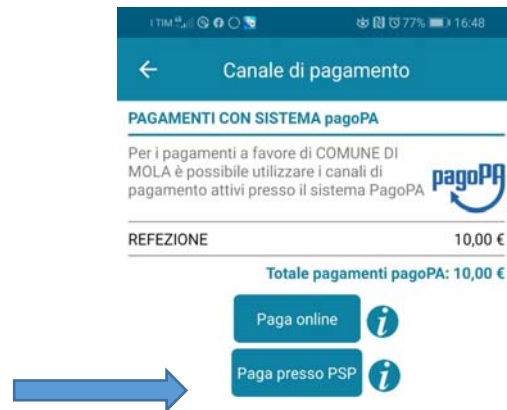 I TIM 77% 16:48
Canale di pagamento
PAGAMENTI CON SISTEMA pagoPA
Per i pagamenti a favore di COMUNE DI
MOLA è possibile utilizzare i canali di
pagamento attivi presso il sistema PagoPA
pagoPA
REFEZIONE 10,00 €
Totale pagamenti pagoPA: 10,00 €
Paga online i
Paga presso PSP i